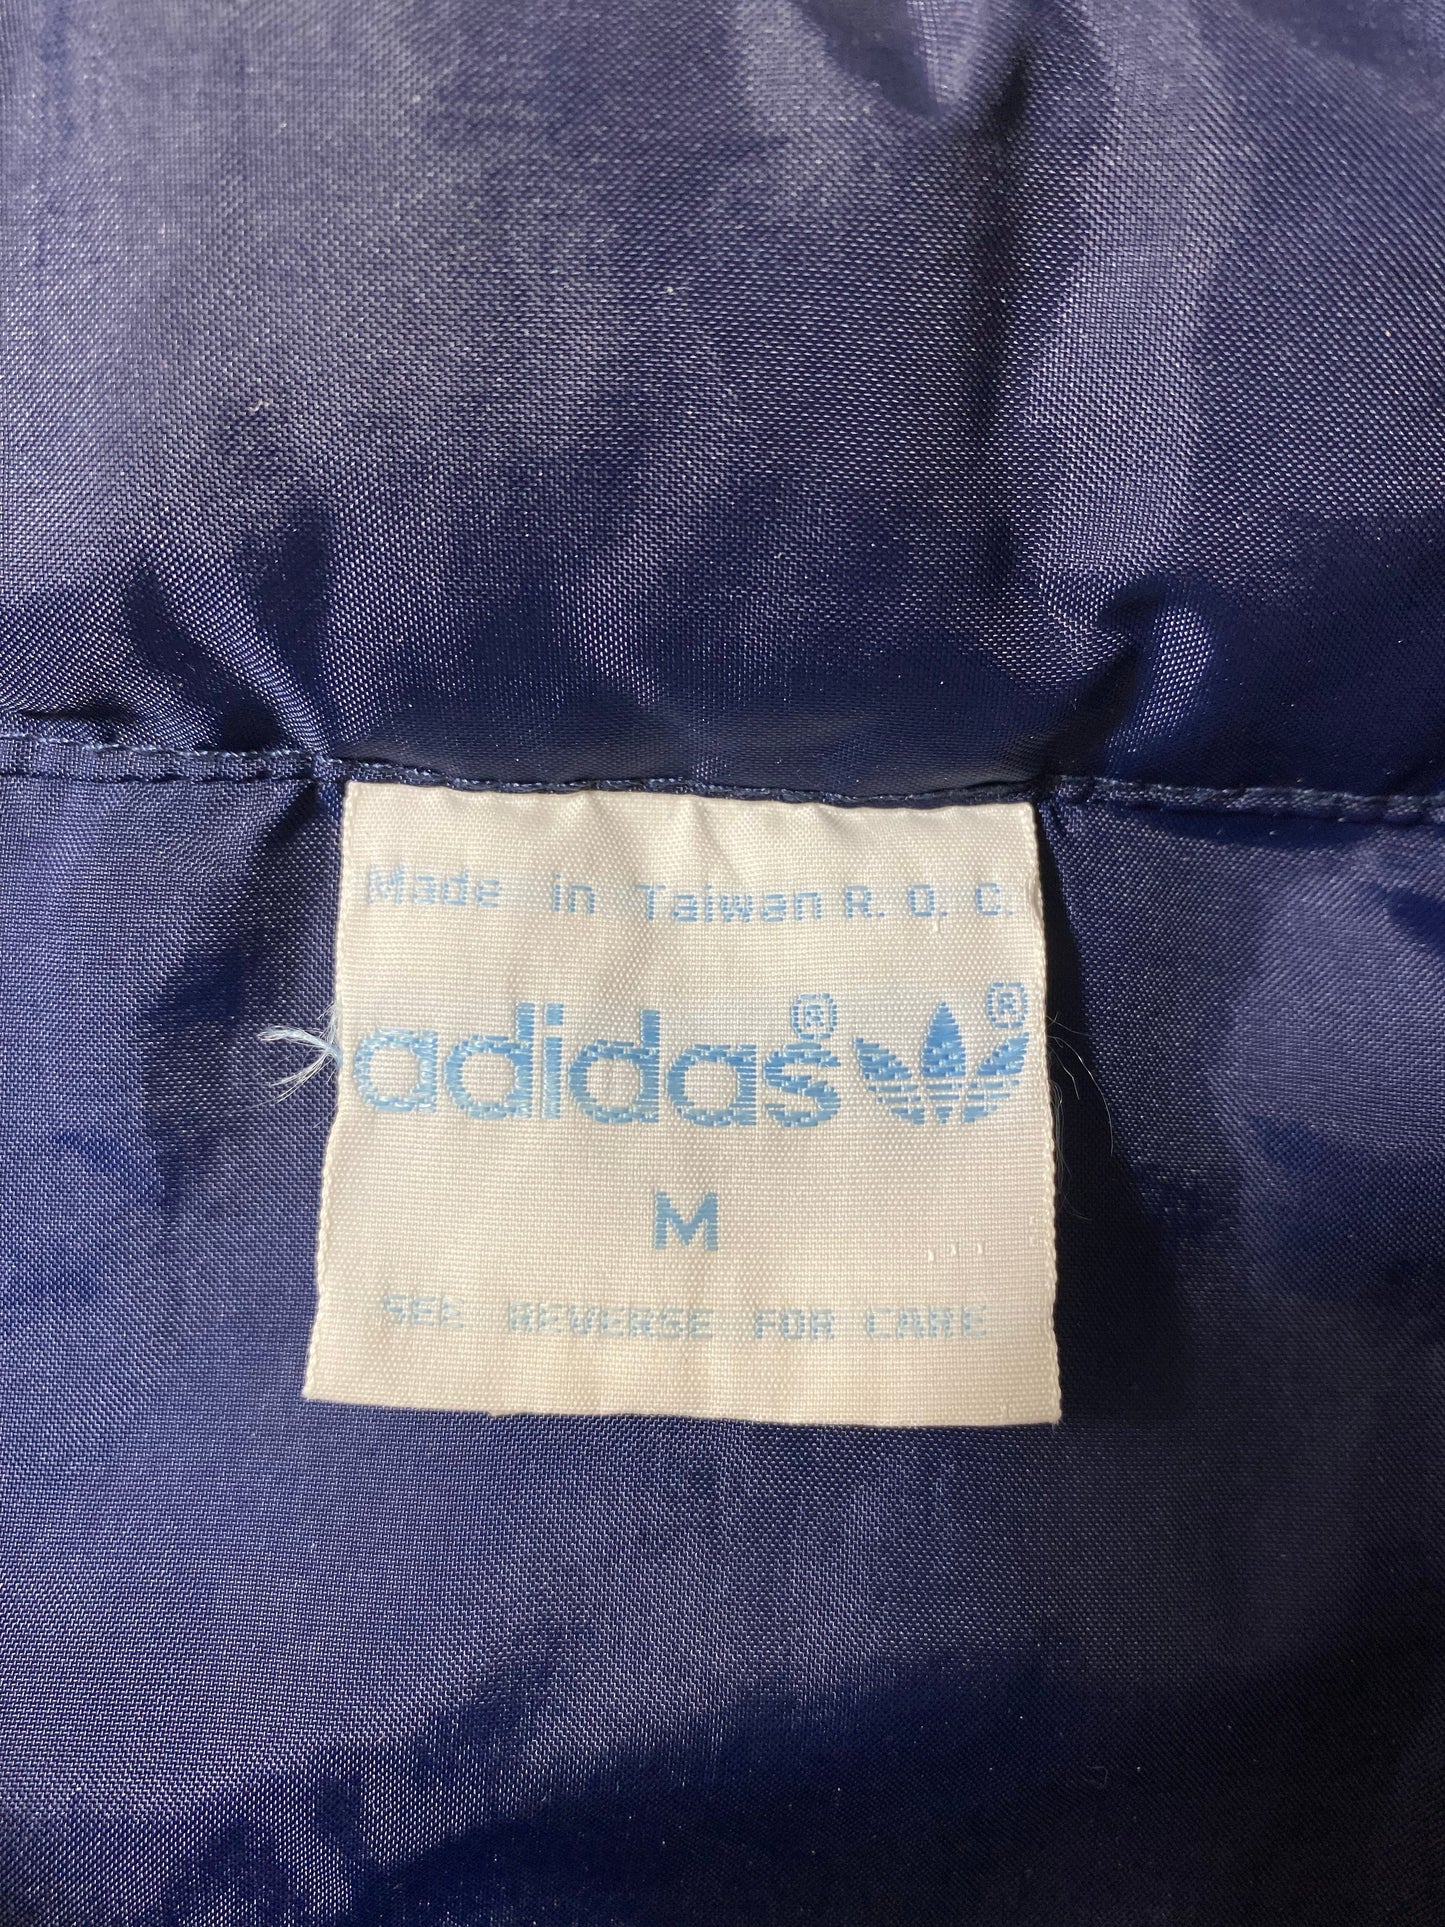 Made in Taiwan R. O. C.
adidas® ®
M
SEE REVERSE FOR CARE